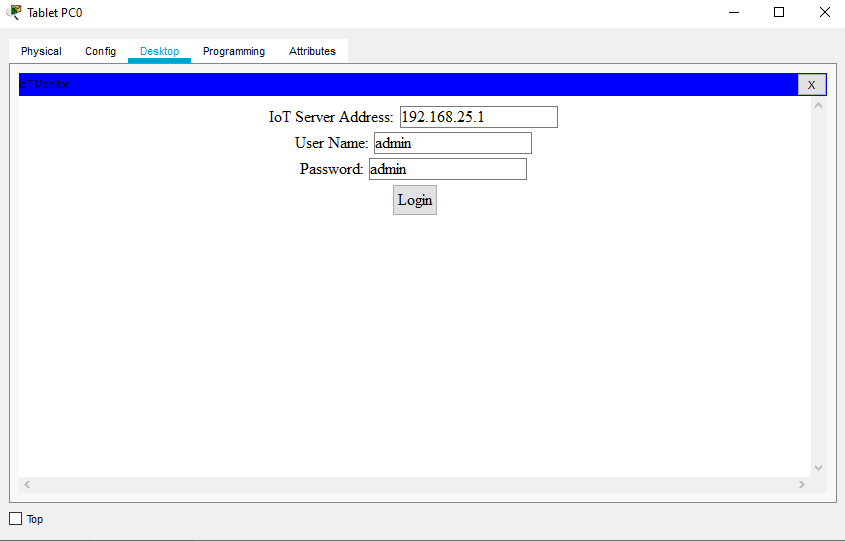 Tablet PC0
Physical Config Desktop Programming Attributes
IoT Monitor X
IoT Server Address: 192.168.25.1
User Name: admin
Password: admin
Login
Top